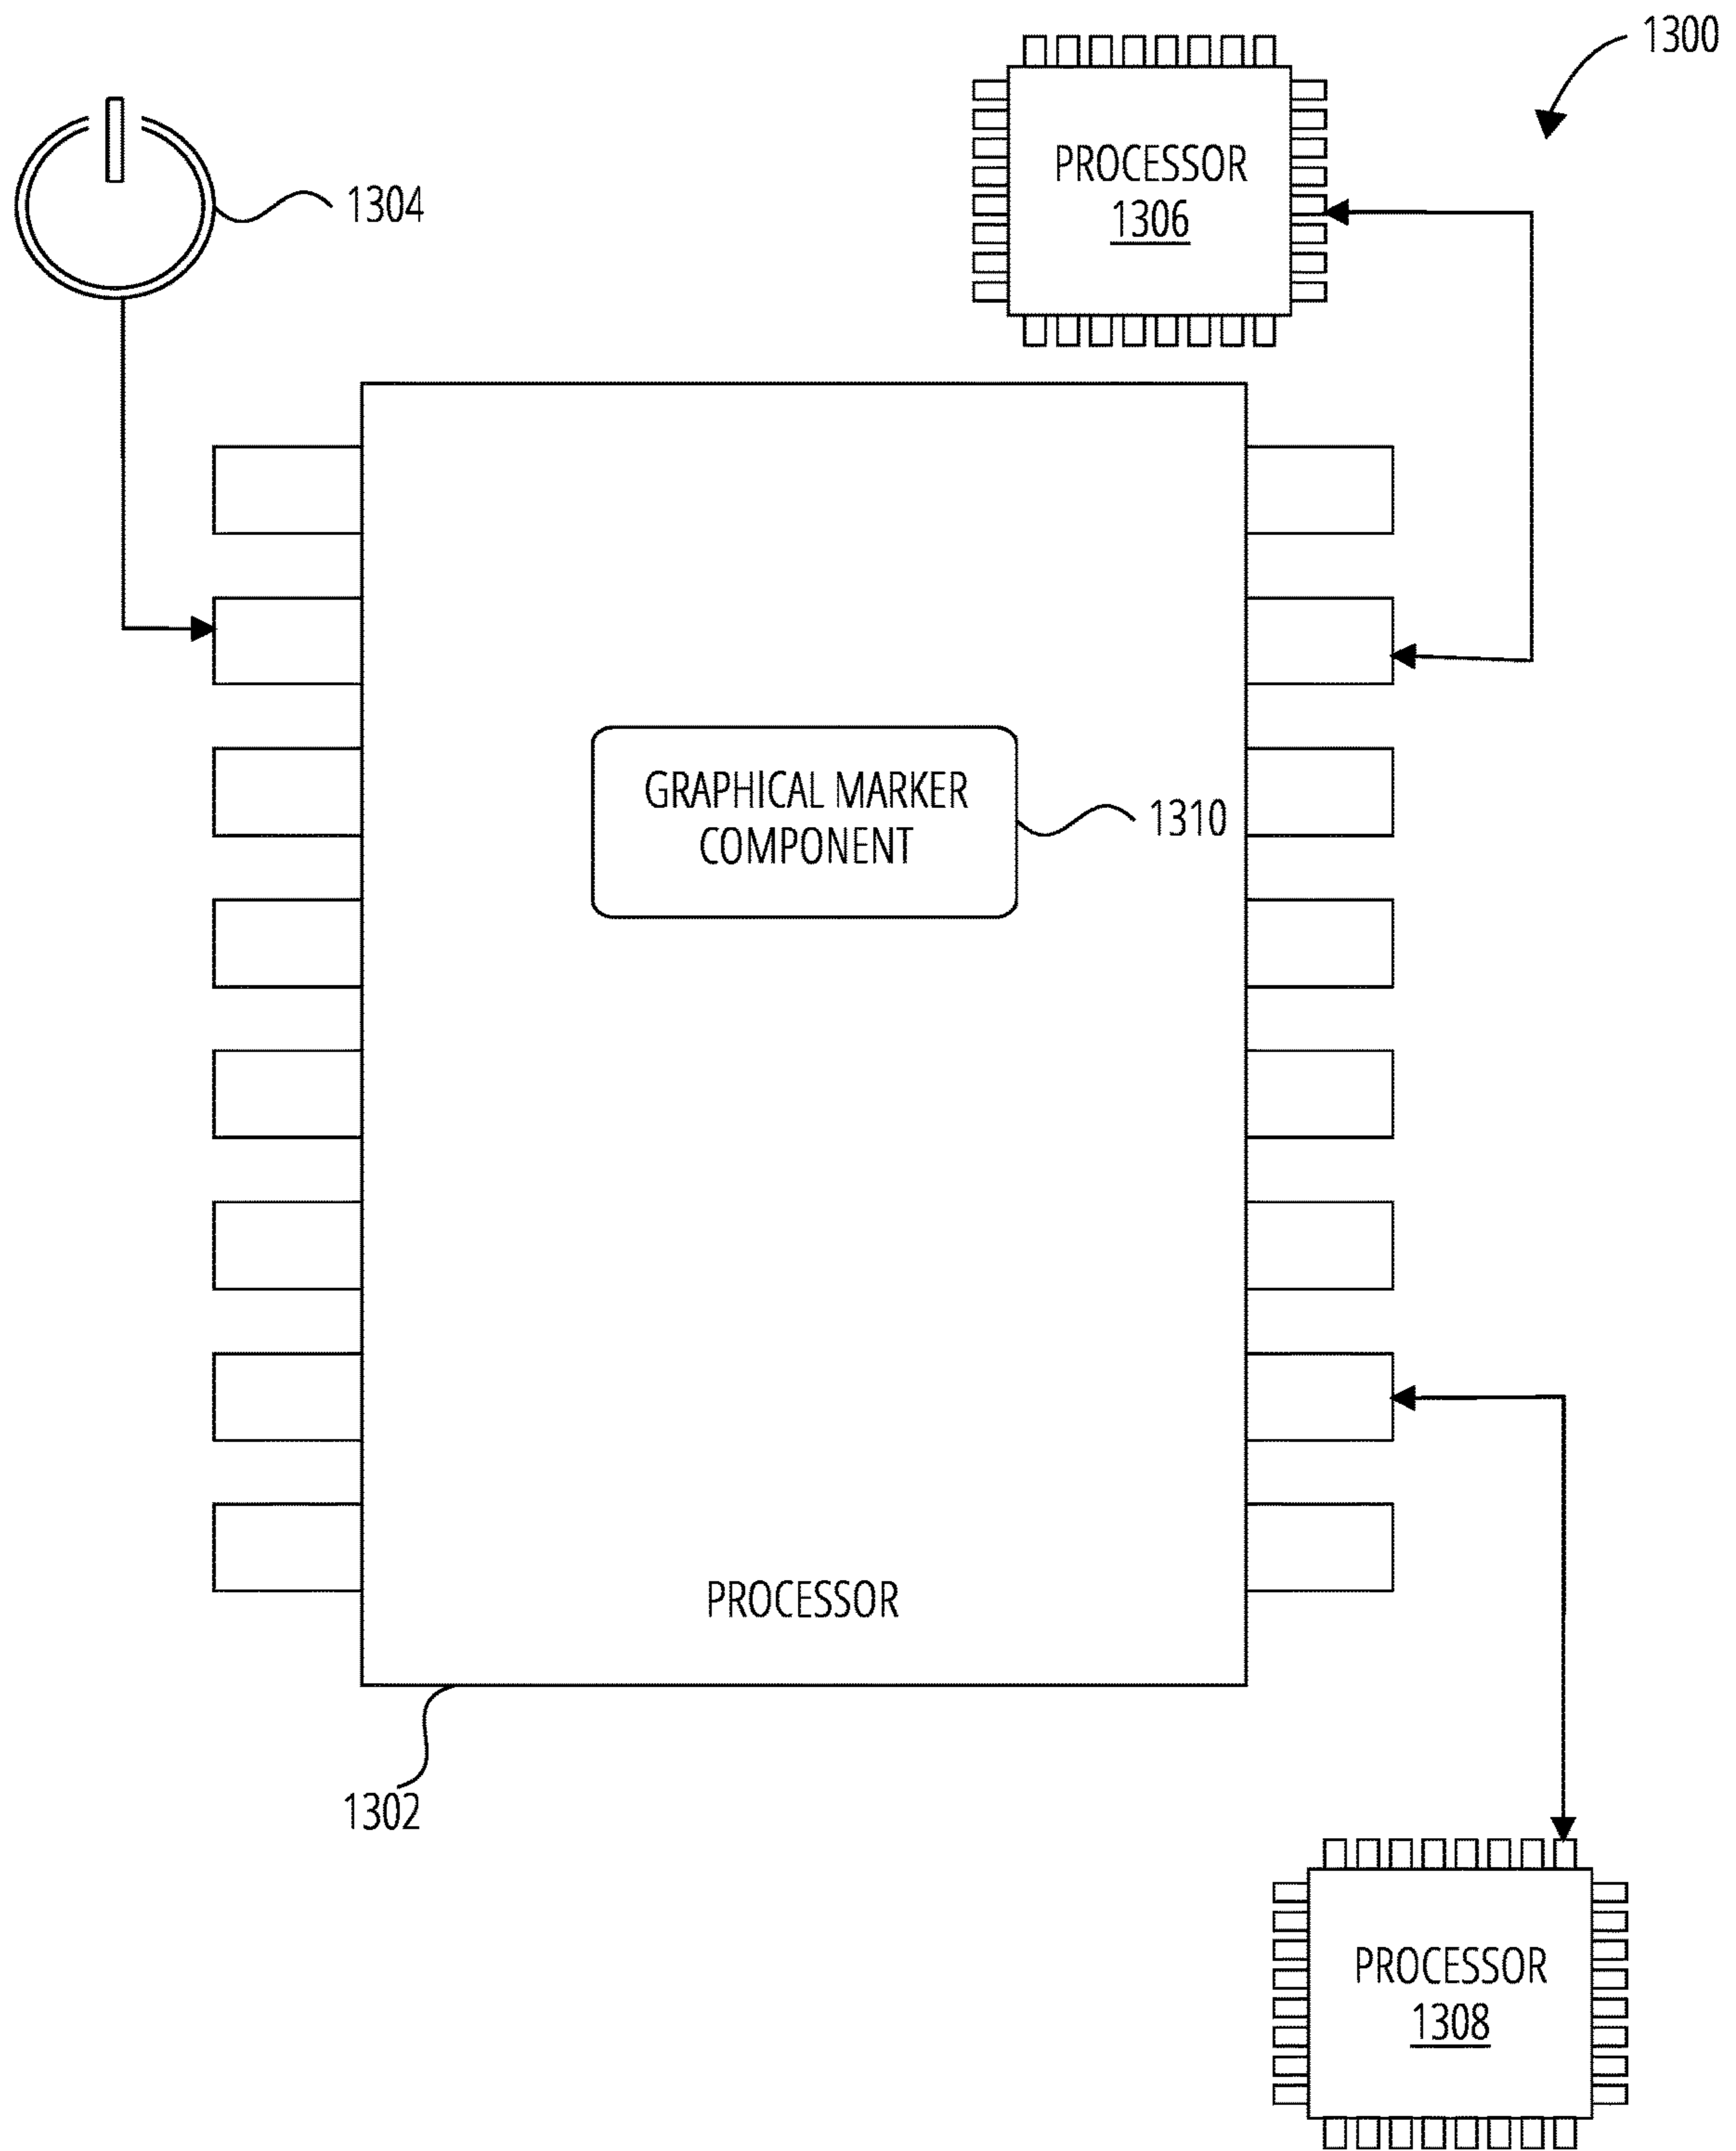 1300
PROCESSOR
1306
1304
GRAPHICAL MARKER
COMPONENT
1310
PROCESSOR
1302
PROCESSOR
1308